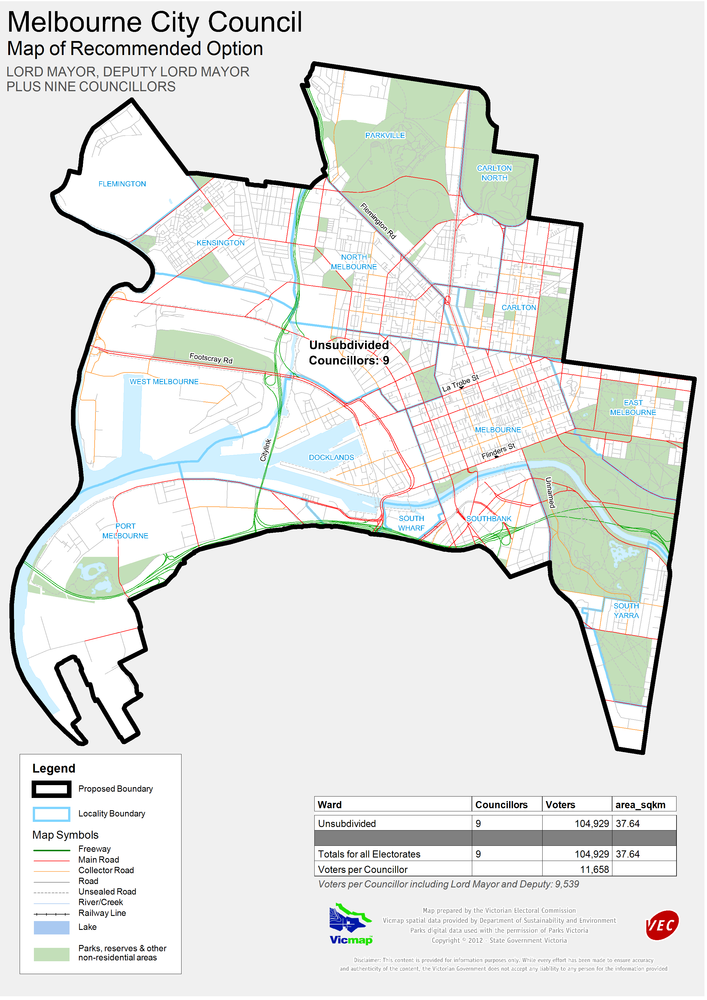 Melbourne City Council
Map of Recommended Option
LORD MAYOR, DEPUTY LORD MAYOR
PLUS NINE COUNCILLORS
PARKVILLE
CARLTON
NORTH
FLEMINGTON
Flemington Rd
KENSINGTON
NORTH
MELBOURNE
CARLTON
Unsubdivided
Councillors: 9
Footscray Rd
WEST MELBOURNE
La Trobe St
EAST
MELBOURNE
MELBOURNE
Citylink
DOCKLANDS
Flinders St
Unnamed
PORT
MELBOURNE
SOUTH
WHARF
SOUTHBANK
SOUTH
YARRA
Legend
Proposed Boundary
Locality Boundary
Map Symbols
Freeway
Main Road
Collector Road
Road
Unsealed Road
River/Creek
Railway Line
Lake
Parks, reserves & other
non-residential areas
Ward Councillors Voters area_sqkm
Unsubdivided 9 104,929 37.64
Totals for all Electorates 9 104,929 37.64
Voters per Councillor 11,658
Voters per Councillor including Lord Mayor and Deputy: 9,539
Vicmap™
Map prepared by the Victorian Electoral Commission
Vicmap spatial data provided by Department of Sustainability and Environment
Parks digital data used with the permission of Parks Victoria
Copyright © 2012 - State Government Victoria
VEC
Disclaimer: This content is provided for information purposes only. While every effort has been made to ensure accuracy
and authenticity of the content, the Victorian Government does not accept any liability to any person for the information provided